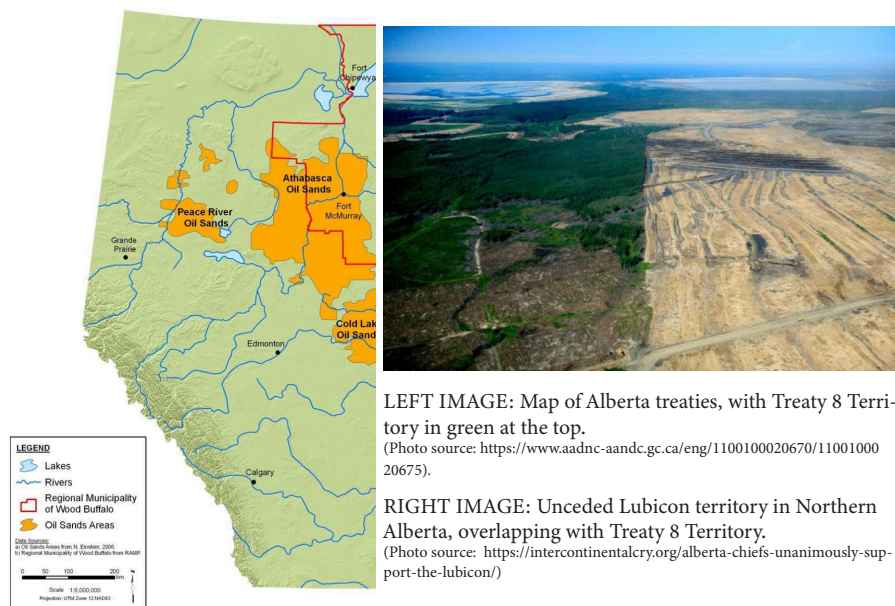 Fort
Chipewya
Athabasca
Oil Sands
Fort
McMurray
Peace River
Oil Sands
Grande
Prairie
Cold Lak
Oil Sand
Edmonton
Calgary
LEGEND
Lakes
Rivers
Regional Municipality
of Wood Buffalo
Oil Sands Areas
Data Sources:
a) Oil Sands Areas from N. Einstein, 2006.
b) Regional Municipality of Wood Buffalo from RAMP.
0 50 100 200
km
Scale 1:6,000,000
Projection: UTM Zone 12 NAD83
LEFT IMAGE: Map of Alberta treaties, with Treaty 8 Terri-
tory in green at the top.
(Photo source: https://www.aadnc-aandc.gc.ca/eng/1100100020670/11001000
20675).
RIGHT IMAGE: Unceded Lubicon territory in Northern
Alberta, overlapping with Treaty 8 Territory.
(Photo source: https://intercontinentalcry.org/alberta-chiefs-unanimously-sup-
port-the-lubicon/)